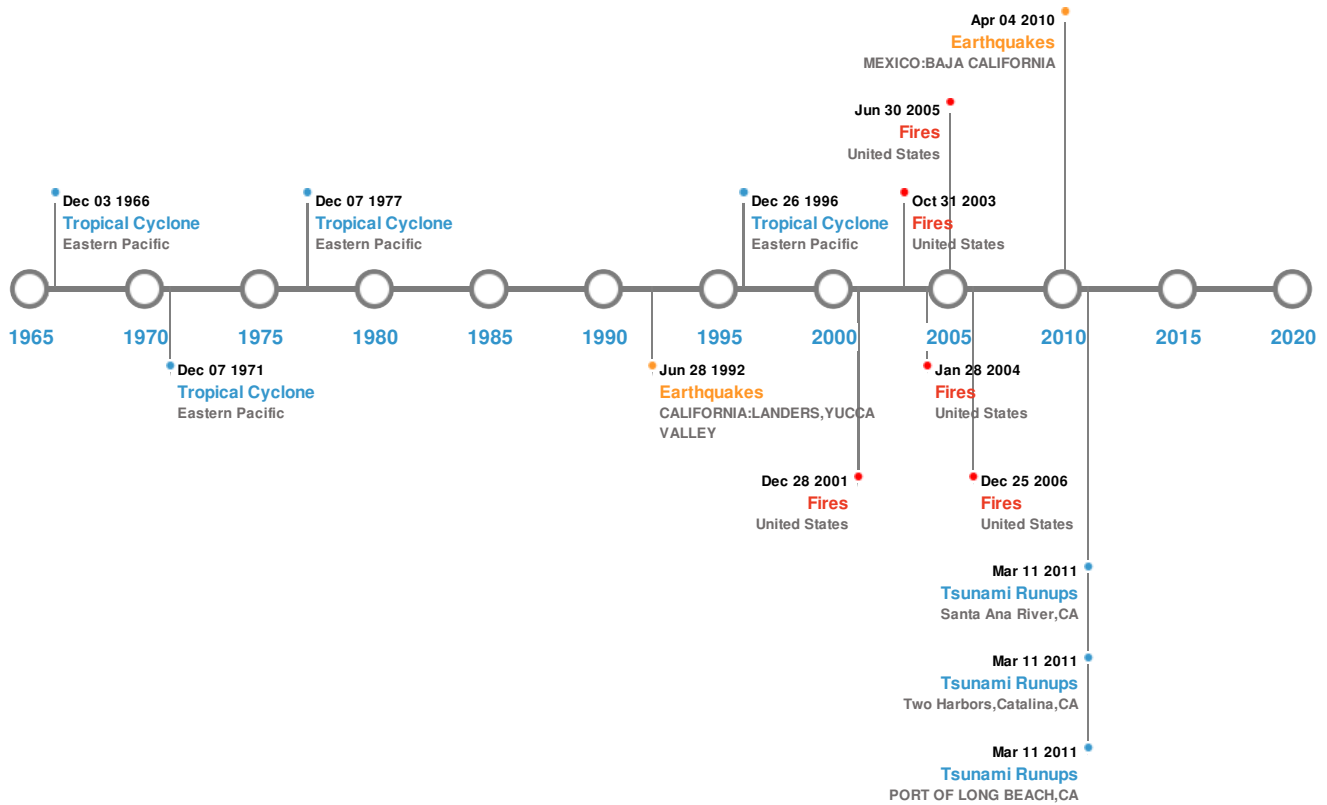 Apr 04 2010
Earthquakes
MEXICO:BAJA CALIFORNIA
Jun 30 2005
Fires
United States
Dec 03 1966
Tropical Cyclone
Eastern Pacific
Dec 07 1977
Tropical Cyclone
Eastern Pacific
Dec 26 1996
Tropical Cyclone
Eastern Pacific
Oct 31 2003
Fires
United States
1965
1970
1975
1980
1985
1990
1995
2000
2005
2010
2015
2020
Dec 07 1971
Tropical Cyclone
Eastern Pacific
Jun 28 1992
Earthquakes
CALIFORNIA:LANDERS,YUCCA
VALLEY
Jan 28 2004
Fires
United States
Dec 28 2001
Fires
United States
Dec 25 2006
Fires
United States
Mar 11 2011
Tsunami Runups
Santa Ana River,CA
Mar 11 2011
Tsunami Runups
Two Harbors,Catalina,CA
Mar 11 2011
Tsunami Runups
PORT OF LONG BEACH,CA